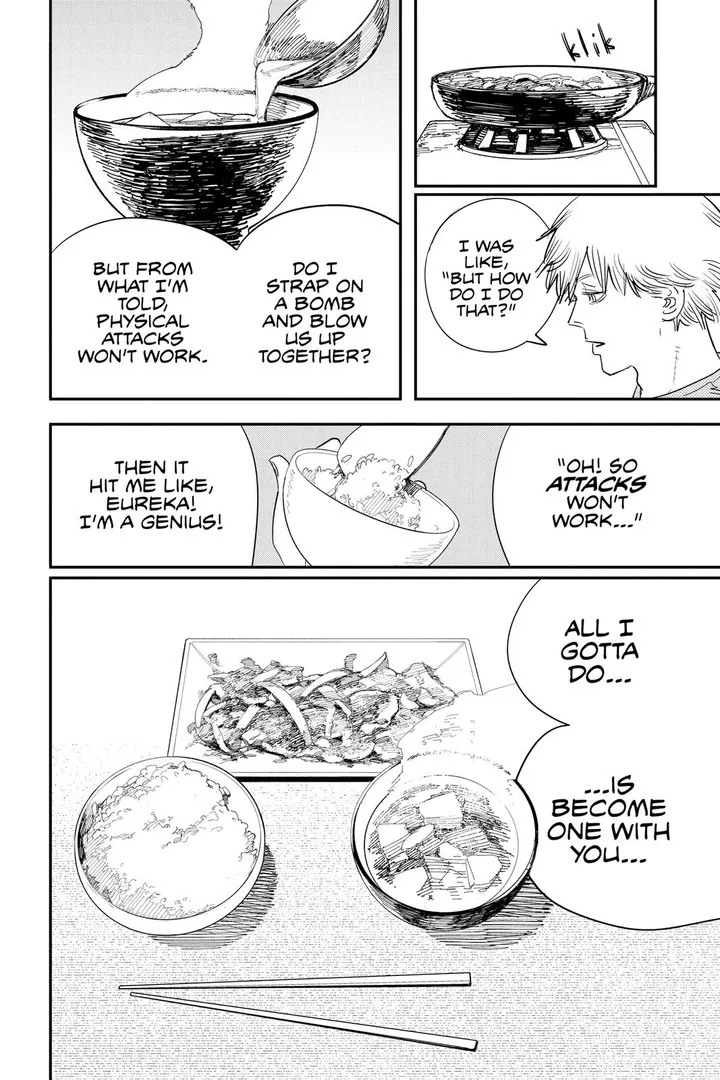 klik
I WAS
LIKE,
"BUT HOW
DO I DO
THAT?"
DO I
STRAP ON
A BOMB
AND BLOW
US UP
TOGETHER?
BUT FROM
WHAT I'M
TOLD,
PHYSICAL
ATTACKS
WON'T WORK.
"OH! SO
ATTACKS
WON'T
WORK..."
THEN IT
HIT ME LIKE,
EUREKA!
I'M A GENIUS!
ALL I
GOTTA
DO...
...IS
BECOME
ONE WITH
YOU...